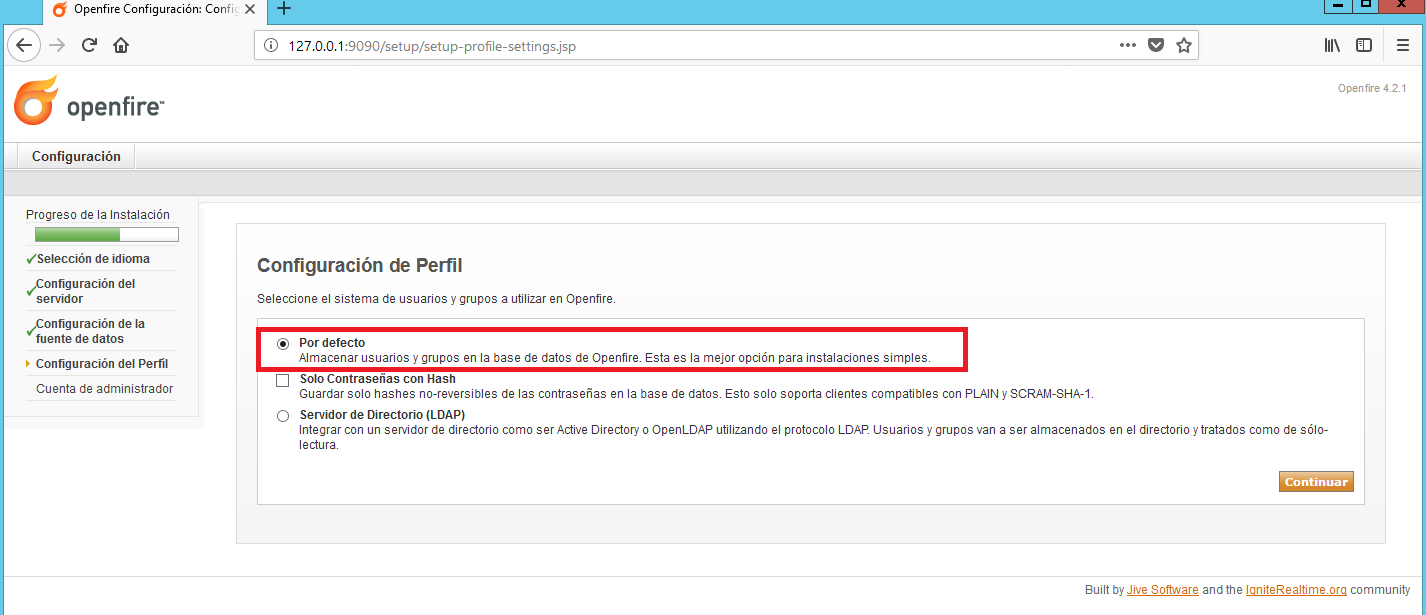 Openfire Configuración: Config
127.0.0.1:9090/setup/setup-profile-settings.jsp
openfire™
Openfire 4.2.1
Configuración
Progreso de la Instalación
Selección de idioma
Configuración del
servidor
Configuración de la
fuente de datos
Configuración del Perfil
Cuenta de administrador
Configuración de Perfil
Seleccione el sistema de usuarios y grupos a utilizar en Openfire.
Por defecto
Almacenar usuarios y grupos en la base de datos de Openfire. Esta es la mejor opción para instalaciones simples.
Solo Contraseñas con Hash
Guardar solo hashes no-reversibles de las contraseñas en la base de datos. Esto solo soporta clientes compatibles con PLAIN y SCRAM-SHA-1.
Servidor de Directorio (LDAP)
Integrar con un servidor de directorio como ser Active Directory o OpenLDAP utilizando el protocolo LDAP. Usuarios y grupos van a ser almacenados en el directorio y tratados como de sólo-
lectura.
Continuar
Built by Jive Software and the IgniteRealtime.org community